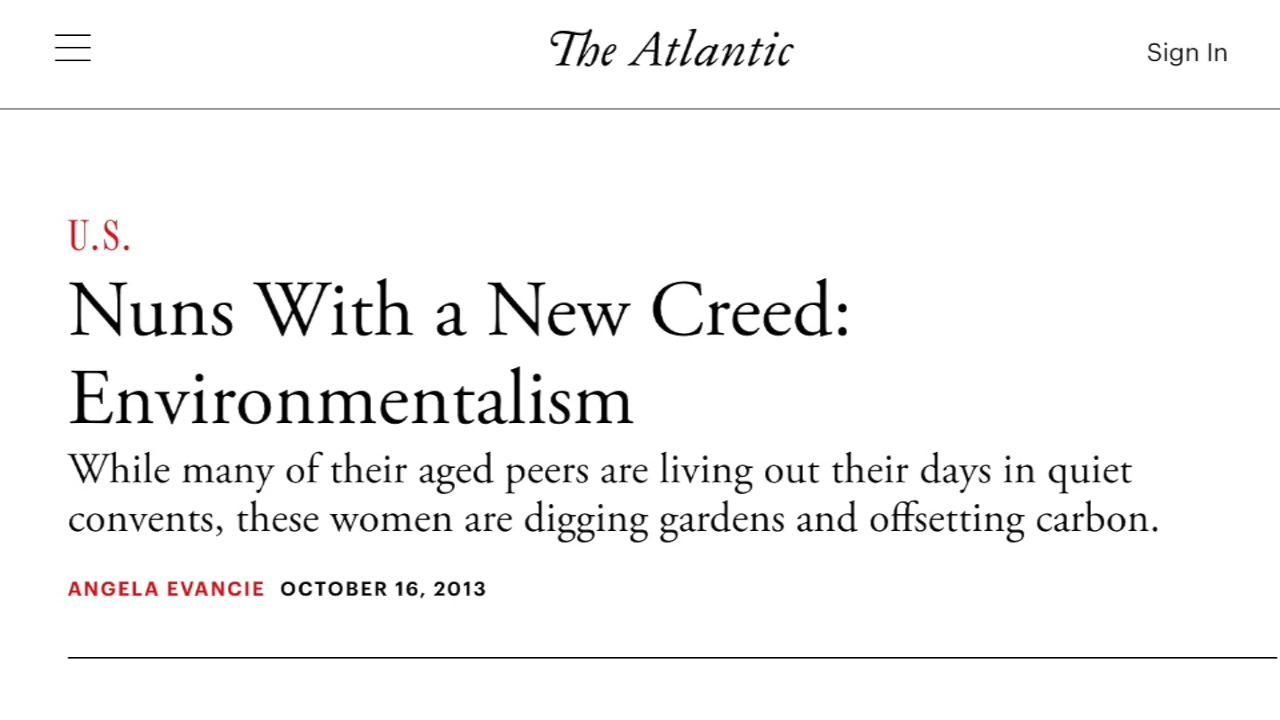 The Atlantic
Sign In
U.S.
Nuns With a New Creed:
Environmentalism
While many of their aged peers are living out their days in quiet
convents, these women are digging gardens and offsetting carbon.
ANGELA EVANCIE OCTOBER 16, 2013